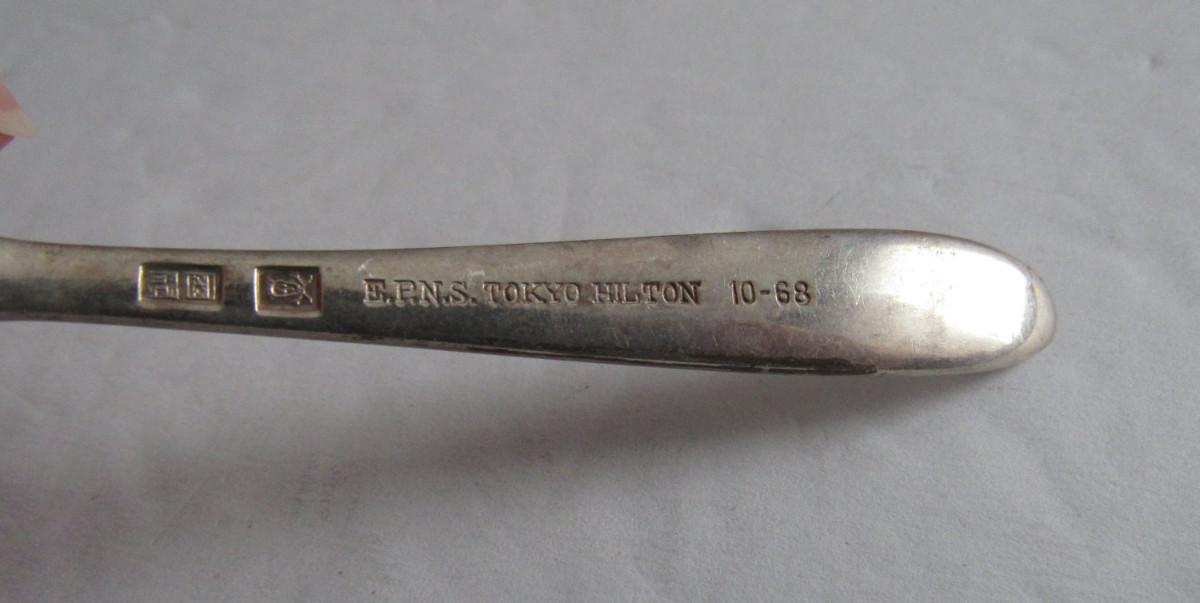 E.P.N.S. TOKYO HILTON 10-68